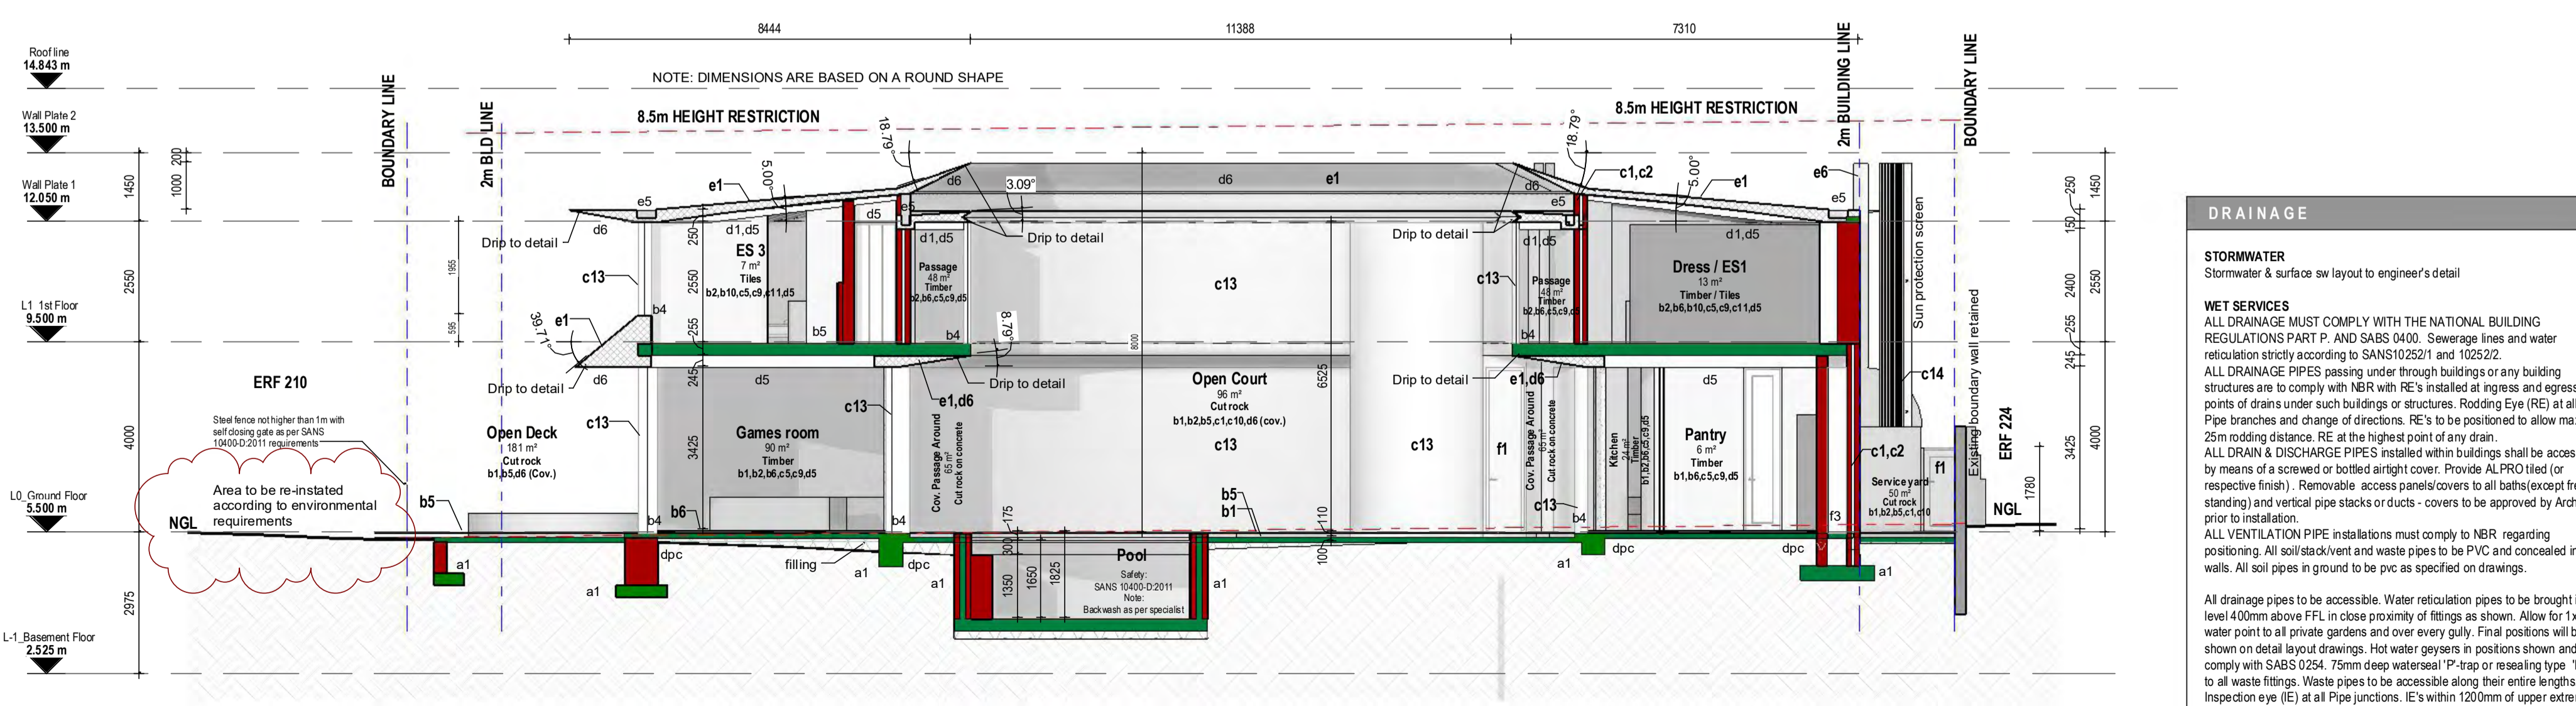 8444
11388
7310
Roof line
14.843 m
NOTE: DIMENSIONS ARE BASED ON A ROUND SHAPE
BOUNDARY LINE
2m BLD LINE
2m BUILDING LINE
BOUNDARY LINE
8.5m HEIGHT RESTRICTION
8.5m HEIGHT RESTRICTION
Wall Plate 2
13.500 m
Wall Plate 1
12.050 m
L1_1st Floor
9.500 m
L0_Ground Floor
5.500 m
L-1_Basement Floor
2.525 m
1450
2550
4000
2975
200
1000
1955
595
18.79°
5.00°
3.09°
18.79°
5.00°
39.71°
8.79°
e1
e5
d6
d1,d5
d5
e5
d6
d6
e1
d6
e5
c1,c2
e1
e6
e5
Drip to detail
Drip to detail
Drip to detail
d1,d5
d1,d5
d1,d5
ES 3
7 m²
Tiles
b2,b10,c5,c9,c11,d5
Passage
48 m²
Timber
b2,b6,c5,c9,d5
c13
c13
c13
Passage
48 m²
Timber
b2,b6,c5,c9,d5
Dress / ES1
13 m²
Timber / Tiles
b2,b6,b10,c5,c9,c11,d5
250
2550
255
245
3425
b4
b5
b4
b4
8000
6525
e1
d6
Drip to detail
d5
e1,d6
Drip to detail
Drip to detail
e1,d6
d5
ERF 210
Steel fence not higher than 1m with
self closing gate as per SANS
10400-D:2011 requirements
Area to be re-instated
according to environmental
requirements
NGL
b5
Open Deck
181 m²
Cut rock
b1,b5,d6 (Cov.)
c13
Games room
90 m²
Timber
b1,b2,b6,c5,c9,d5
c13
Cov. Passage Around
65 m²
Cut rock on concrete
Open Court
96 m²
Cut rock
b1,b2,b5,c1,c10,d6 (cov.)
c13
c13
f1
Cov. Passage Around
65 m²
Cut rock on concrete
c13
Kitchen
24 m²
Timber
b1,b2,b6,c5,c9,d5
Pantry
6 m²
Timber
b1,b6,c5,c9,d5
Sun protection screen
c14
c1,c2
Service yard
50 m²
Cut rock
b1,b2,b5,c1,c10
f1
Existing boundary wall retained
ERF 224
NGL
250
150
2400
255
245
3425
1450
2550
4000
1780
b4
b6
b4
b5
b1
b4
f3
175
300
110
100
dpc
filling
a1
dpc
a1
a1
a1
a1
a1
dpc
dpc
a1
1350
1650
1825
Pool
Safety:
SANS 10400-D:2011
Note:
Backwash as per specialist
DRAINAGE
STORMWATER
Stormwater & surface sw layout to engineer's detail
WET SERVICES
ALL DRAINAGE MUST COMPLY WITH THE NATIONAL BUILDING
REGULATIONS PART P. AND SABS 0400. Sewerage lines and water
reticulation strictly according to SANS10252/1 and 10252/2.
ALL DRAINAGE PIPES passing under through buildings or any building
structures are to comply with NBR with RE's installed at ingress and egress
points of drains under such buildings or structures. Rodding Eye (RE) at all
Pipe branches and change of directions. RE's to be positioned to allow
25m rodding distance. RE at the highest point of any drain.
ALL DRAIN & DISCHARGE PIPES installed within buildings shall be
by means of a screwed or bottled airtight cover. Provide ALPRO tiled (or
respective finish) . Removable access panels/covers to all baths(except
standing) and vertical pipe stacks or ducts - covers to be approved by
prior to installation.
ALL VENTILATION PIPE installations must comply to NBR regarding
positioning. All soil/stack/vent and waste pipes to be PVC and concealed
walls. All soil pipes in ground to be pvc as specified on drawings.
All drainage pipes to be accessible. Water reticulation pipes to be brought
level 400mm above FFL in close proximity of fittings as shown. Allow for
water point to all private gardens and over every gully. Final positions will
shown on detail layout drawings. Hot water geysers in positions shown and
comply with SABS 0254. 75mm deep waterseal 'P'-trap or resealing type
to all waste fittings. Waste pipes to be accessible along their entire lengths
Inspection eye (IE) at all Pipe junctions. IE's within 1200mm of upper